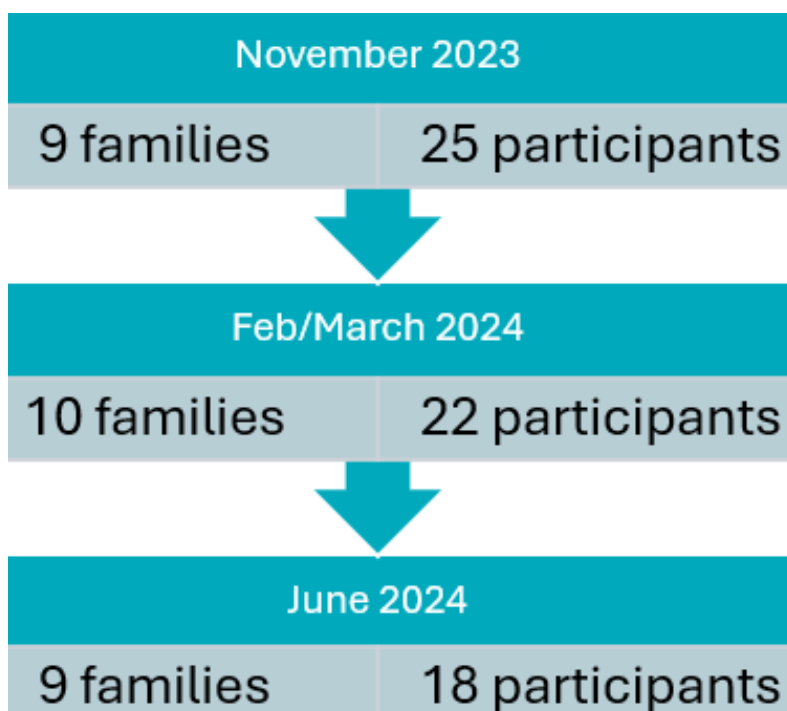 November 2023
9 families 25 participants
Feb/March 2024
10 families 22 participants
June 2024
9 families 18 participants